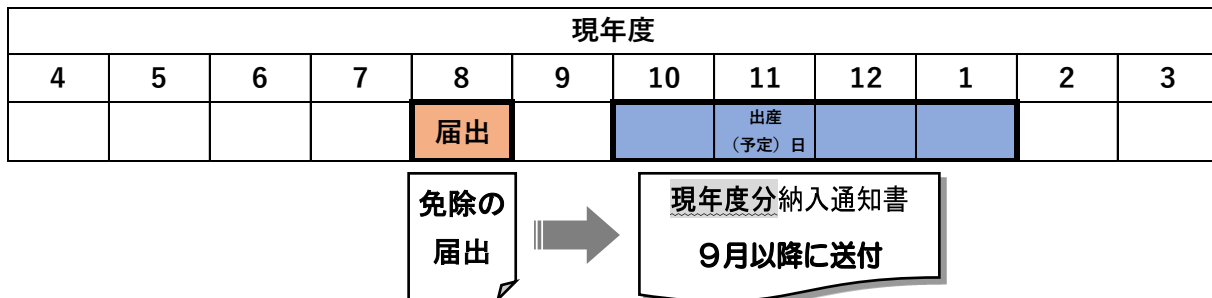 現年度
4 5 6 7 8 9 10 11 12 1 2 3
届出
出産
（予定）日
免除の
届出
現年度分納入通知書
９月以降に送付